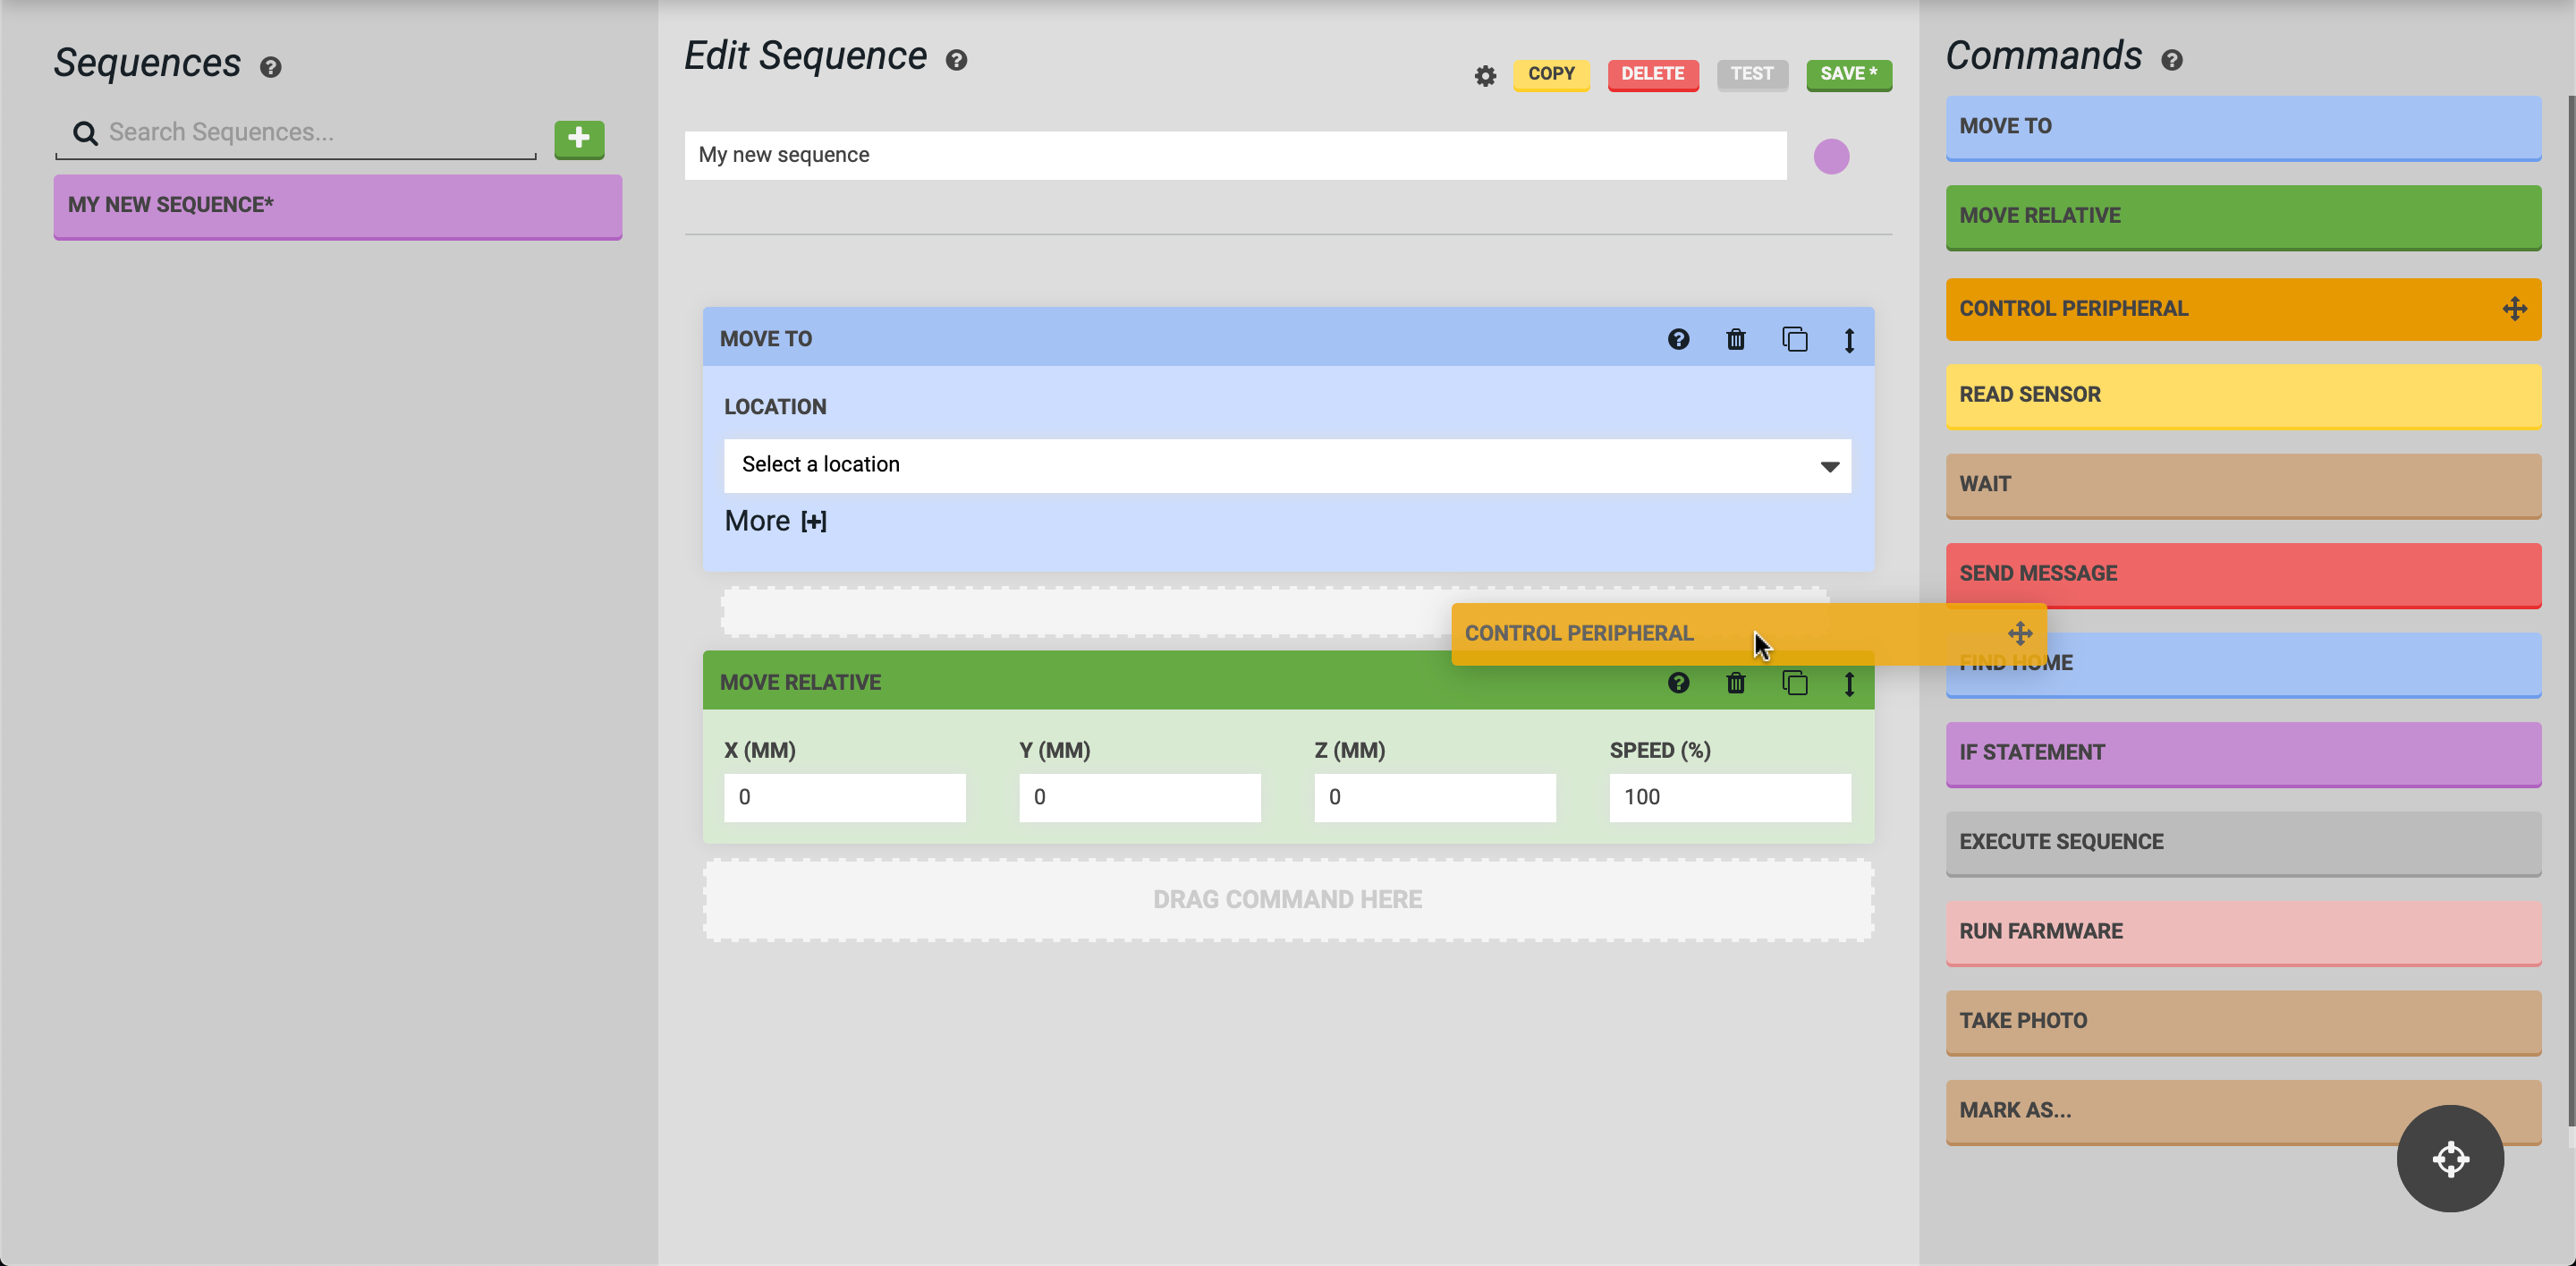 Sequences
Search Sequences...
MY NEW SEQUENCE*
Edit Sequence
COPY
DELETE
TEST
SAVE *
My new sequence
MOVE TO
LOCATION
Select a location
More [+]
CONTROL PERIPHERAL
MOVE RELATIVE
X (MM)
Y (MM)
Z (MM)
SPEED (%)
0
0
0
100
DRAG COMMAND HERE
Commands
MOVE TO
MOVE RELATIVE
CONTROL PERIPHERAL
READ SENSOR
WAIT
SEND MESSAGE
FIND HOME
IF STATEMENT
EXECUTE SEQUENCE
RUN FARMWARE
TAKE PHOTO
MARK AS...